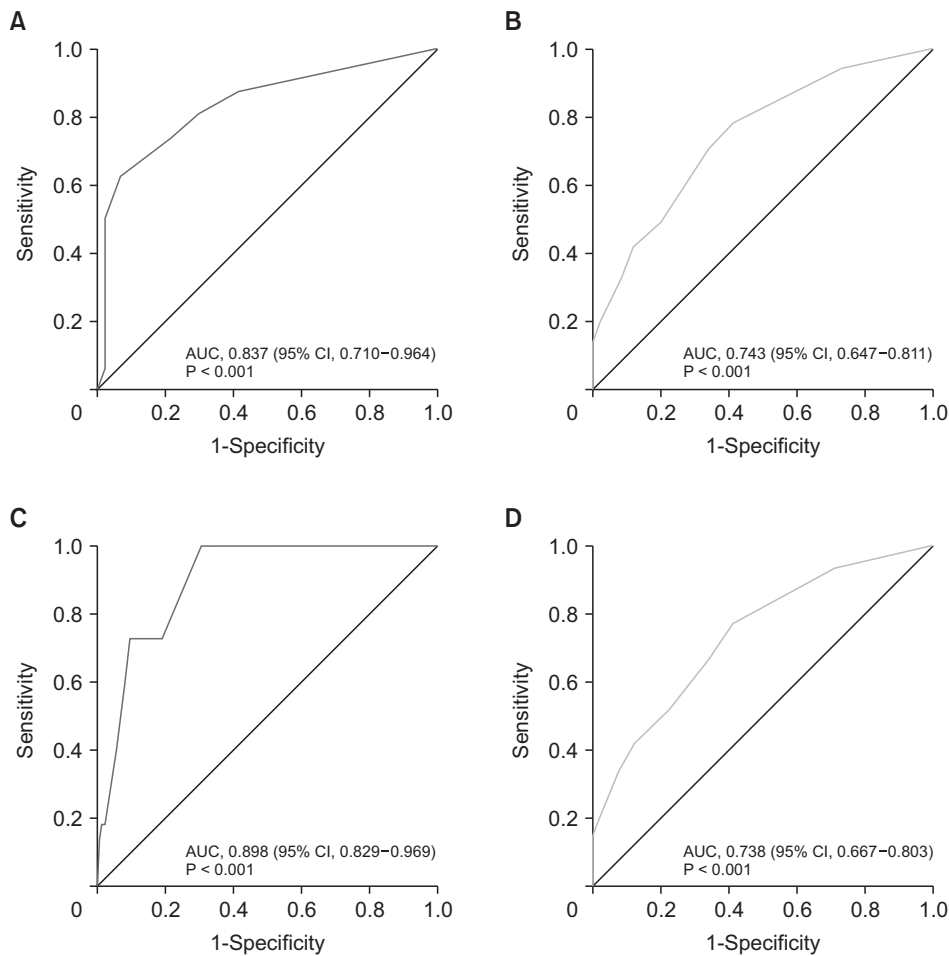 A
1.0
0.8
0.6
0.4
0.2
0
0.2
0.4
0.6
0.8
1.0
Sensitivity
1-Specificity
AUC, 0.837 (95% CI, 0.710−0.964)
P < 0.001
B
1.0
0.8
0.6
0.4
0.2
0
0.2
0.4
0.6
0.8
1.0
Sensitivity
1-Specificity
AUC, 0.743 (95% CI, 0.647−0.811)
P < 0.001
C
1.0
0.8
0.6
0.4
0.2
0
0.2
0.4
0.6
0.8
1.0
Sensitivity
1-Specificity
AUC, 0.898 (95% CI, 0.829−0.969)
P < 0.001
D
1.0
0.8
0.6
0.4
0.2
0
0.2
0.4
0.6
0.8
1.0
Sensitivity
1-Specificity
AUC, 0.738 (95% CI, 0.667−0.803)
P < 0.001